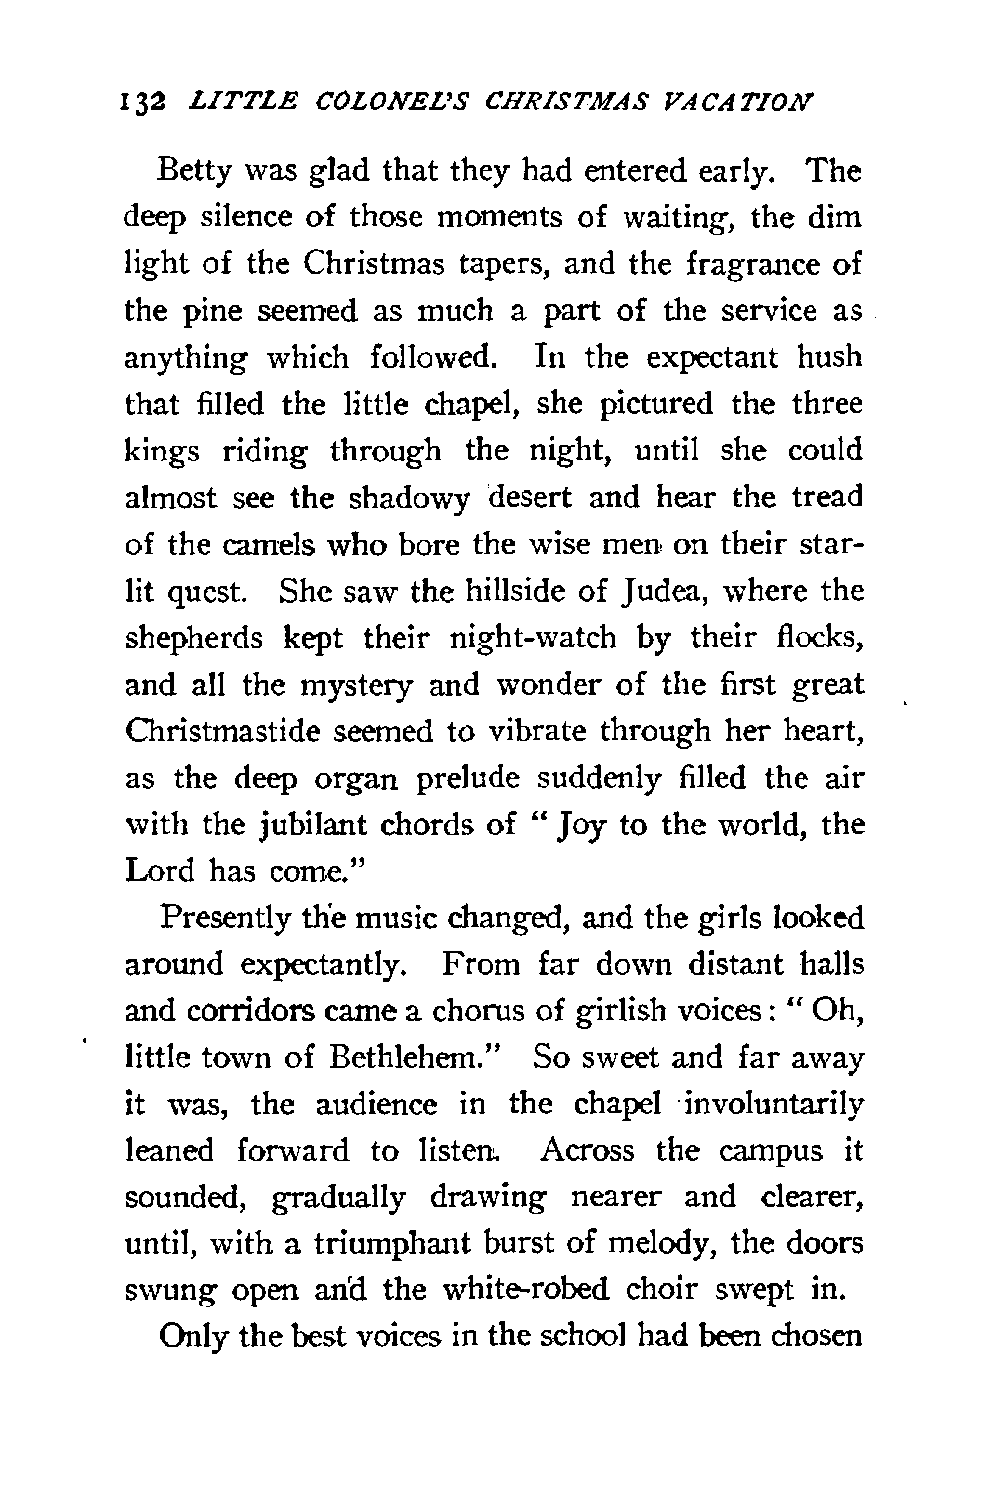 132 LITTLE COLONEL'S CHRISTMAS VACATION
Betty was glad that they had entered early. The
deep silence of those moments of waiting, the dim
light of the Christmas tapers, and the fragrance of
the pine seemed as much a part of the service as
anything which followed. In the expectant hush
that filled the little chapel, she pictured the three
kings riding through the night, until she could
almost see the shadowy desert and hear the tread
of the camels who bore the wise men on their star-
lit quest. She saw the hillside of Judea, where the
shepherds kept their night-watch by their flocks,
and all the mystery and wonder of the first great
Christmastide seemed to vibrate through her heart,
as the deep organ prelude suddenly filled the air
with the jubilant chords of " Joy to the world, the
Lord has come."
Presently the music changed, and the girls looked
around expectantly. From far down distant halls
and corridors came a chorus of girlish voices : " Oh,
little town of Bethlehem." So sweet and far away
it was, the audience in the chapel involuntarily
leaned forward to listen. Across the campus it
sounded, gradually drawing nearer and clearer,
until, with a triumphant burst of melody, the doors
swung open and the white-robed choir swept in.
Only the best voices in the school had been chosen